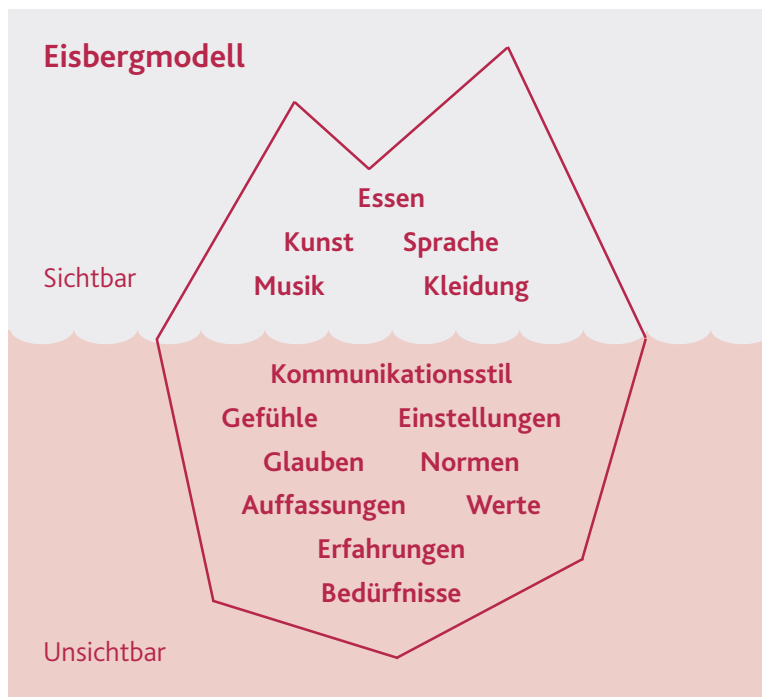 Eisbergmodell
Essen
Kunst Sprache
Sichtbar
Musik Kleidung
Kommunikationsstil
Gefühle Einstellungen
Glauben Normen
Auffassungen Werte
Erfahrungen
Bedürfnisse
Unsichtbar